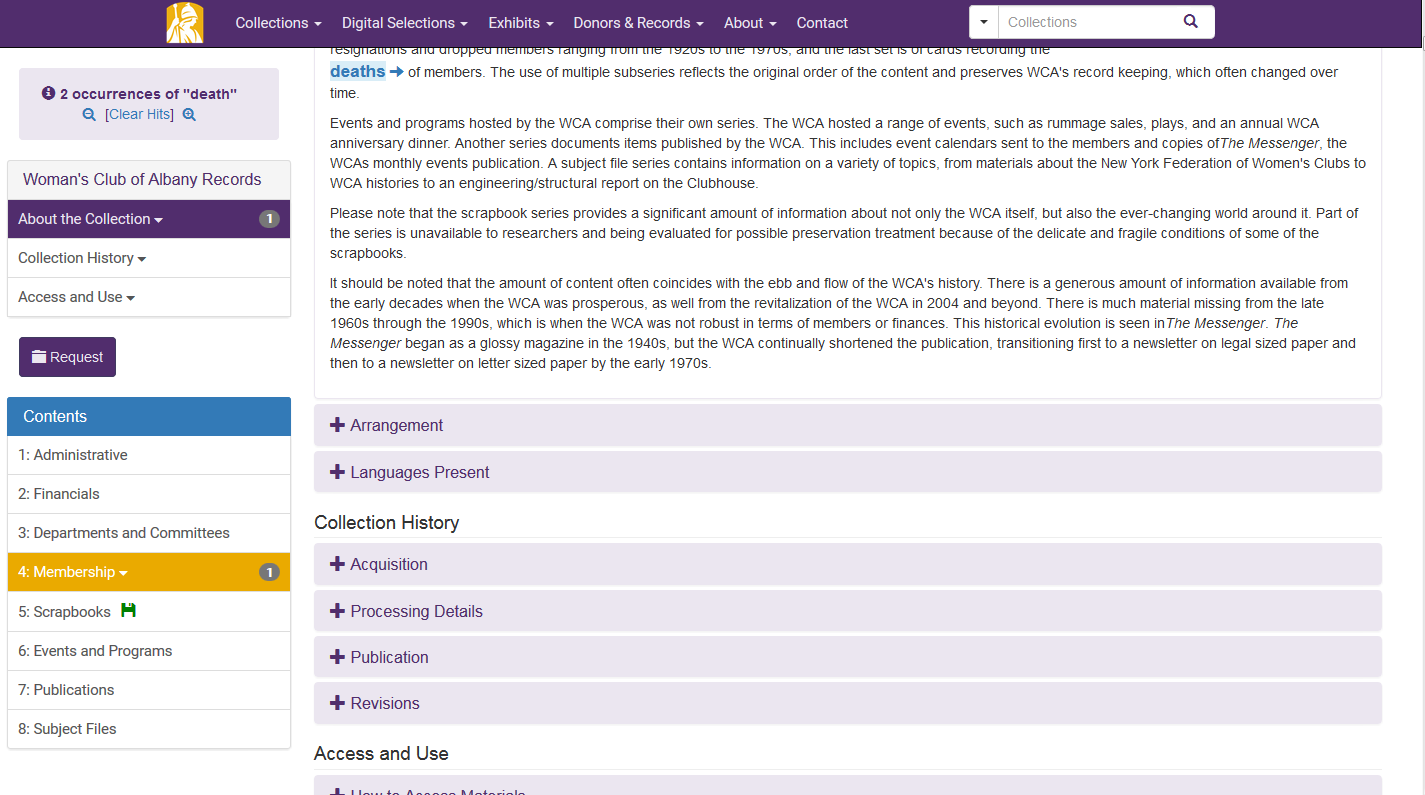 Collections Digital Selections Exhibits Donors & Records About Contact Collections
2 occurrences of "death"
[Clear Hits]
Woman's Club of Albany Records
About the Collection 1
Collection History
Access and Use
Request
Contents
1: Administrative
2: Financials
3: Departments and Committees
4: Membership 1
5: Scrapbooks
6: Events and Programs
7: Publications
8: Subject Files
resignations and dropped members ranging from the 1920s to the 1970s, and the last set is of cards recording the
deaths of members. The use of multiple subseries reflects the original order of the content and preserves WCA's record keeping, which often changed over
time.
Events and programs hosted by the WCA comprise their own series. The WCA hosted a range of events, such as rummage sales, plays, and an annual WCA
anniversary dinner. Another series documents items published by the WCA. This includes event calendars sent to the members and copies ofThe Messenger, the
WCAs monthly events publication. A subject file series contains information on a variety of topics, from materials about the New York Federation of Women's Clubs to
WCA histories to an engineering/structural report on the Clubhouse.
Please note that the scrapbook series provides a significant amount of information about not only the WCA itself, but also the ever-changing world around it. Part of
the series is unavailable to researchers and being evaluated for possible preservation treatment because of the delicate and fragile conditions of some of the
scrapbooks.
It should be noted that the amount of content often coincides with the ebb and flow of the WCA's history. There is a generous amount of information available from
the early decades when the WCA was prosperous, as well from the revitalization of the WCA in 2004 and beyond. There is much material missing from the late
1960s through the 1990s, which is when the WCA was not robust in terms of members or finances. This historical evolution is seen inThe Messenger. The
Messenger began as a glossy magazine in the 1940s, but the WCA continually shortened the publication, transitioning first to a newsletter on legal sized paper and
then to a newsletter on letter sized paper by the early 1970s.
Arrangement
Languages Present
Collection History
Acquisition
Processing Details
Publication
Revisions
Access and Use
How to Access Materials